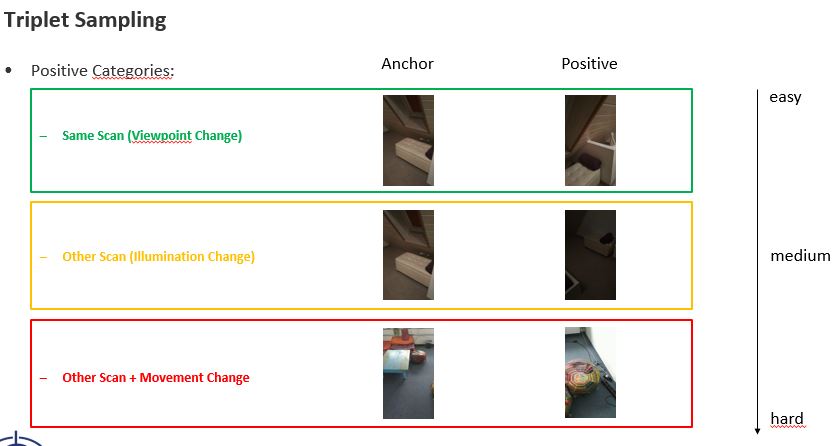 Triplet Sampling
• Positive Categories:
Anchor
Positive
easy
– Same Scan (Viewpoint Change)
– Other Scan (Illumination Change)
medium
– Other Scan + Movement Change
hard